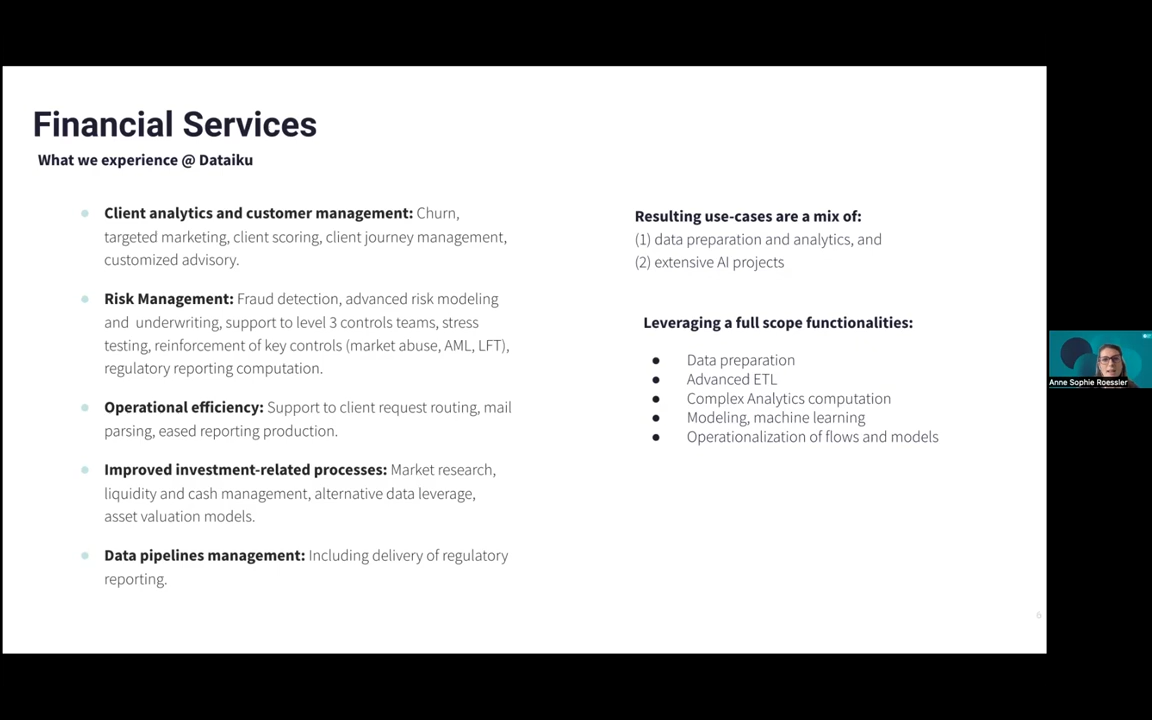 Financial Services
What we experience @ Dataiku
Client analytics and customer management: Churn,
targeted marketing, client scoring, client journey management,
customized advisory.
Risk Management: Fraud detection, advanced risk modeling
and underwriting, support to level 3 controls teams, stress
testing, reinforcement of key controls (market abuse, AML, LFT),
regulatory reporting computation.
Operational efficiency: Support to client request routing, mail
parsing, eased reporting production.
Improved investment-related processes: Market research,
liquidity and cash management, alternative data leverage,
asset valuation models.
Data pipelines management: Including delivery of regulatory
reporting.
Resulting use-cases are a mix of:
(1) data preparation and analytics, and
(2) extensive AI projects
Leveraging a full scope functionalities:
Data preparation
Advanced ETL
Complex Analytics computation
Modeling, machine learning
Operationalization of flows and models
6
Anne Sophie Roessler